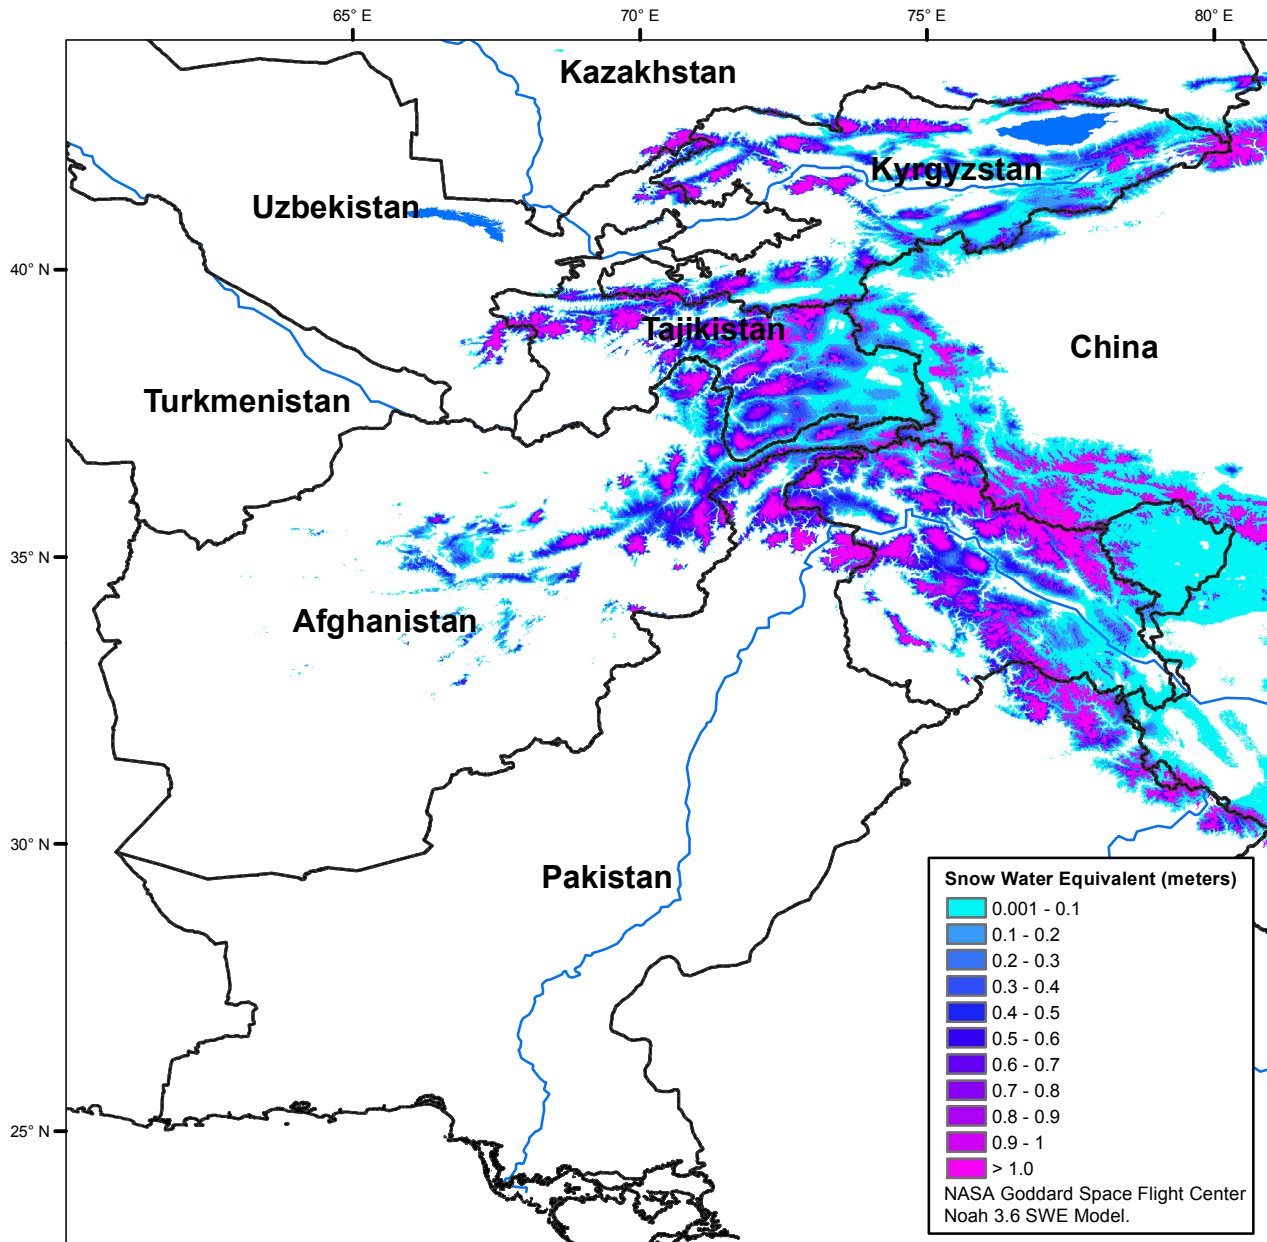 65° E
70° E
75° E
80° E
Kazakhstan
Kyrgyzstan
Uzbekistan
40° N
Tajikistan
China
Turkmenistan
35° N
Afghanistan
30° N
Pakistan
25° N
Snow Water Equivalent (meters)
0.001 - 0.1
0.1 - 0.2
0.2 - 0.3
0.3 - 0.4
0.4 - 0.5
0.5 - 0.6
0.6 - 0.7
0.7 - 0.8
0.8 - 0.9
0.9 - 1
> 1.0
NASA Goddard Space Flight Center
Noah 3.6 SWE Model.